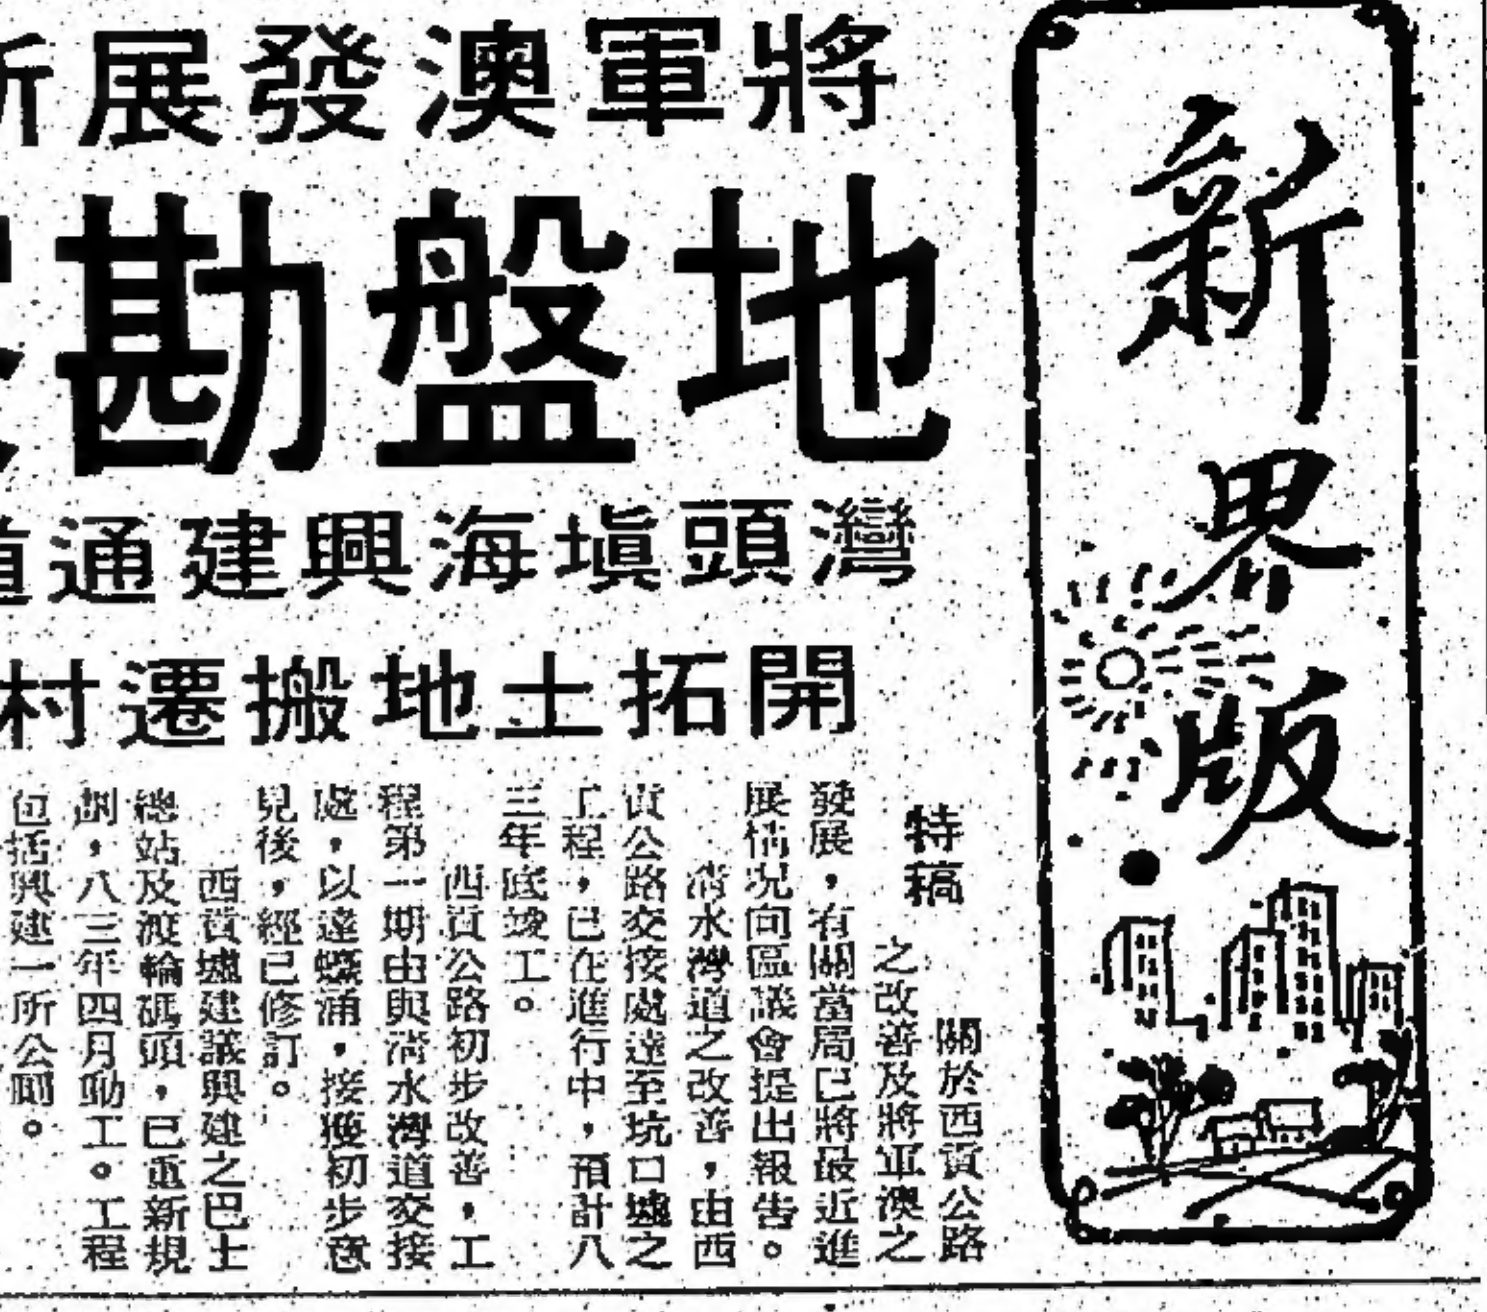 新界版
將軍澳發展新
地盤勘
灣頭填海興建通道
開拓土地搬遷村
特稿
關於西貢公路
之改善及將軍澳之
發展,有關當局已將最近進
展情況向區議會提出報告。
清水灣道之改善,由西
貢公路交接處遠至坑口墟之
工程,已在進行中,預計八
三年底竣工。
西貢公路初步改善,工
程第一期由與清水灣道交接
處,以達蠔涌,接獲初步意
見後,經已修訂。
西貢墟建議興建之巴士
總站及渡輪碼頭,已重新規
劃,八三年四月動工。工程
包括興建一所公園。